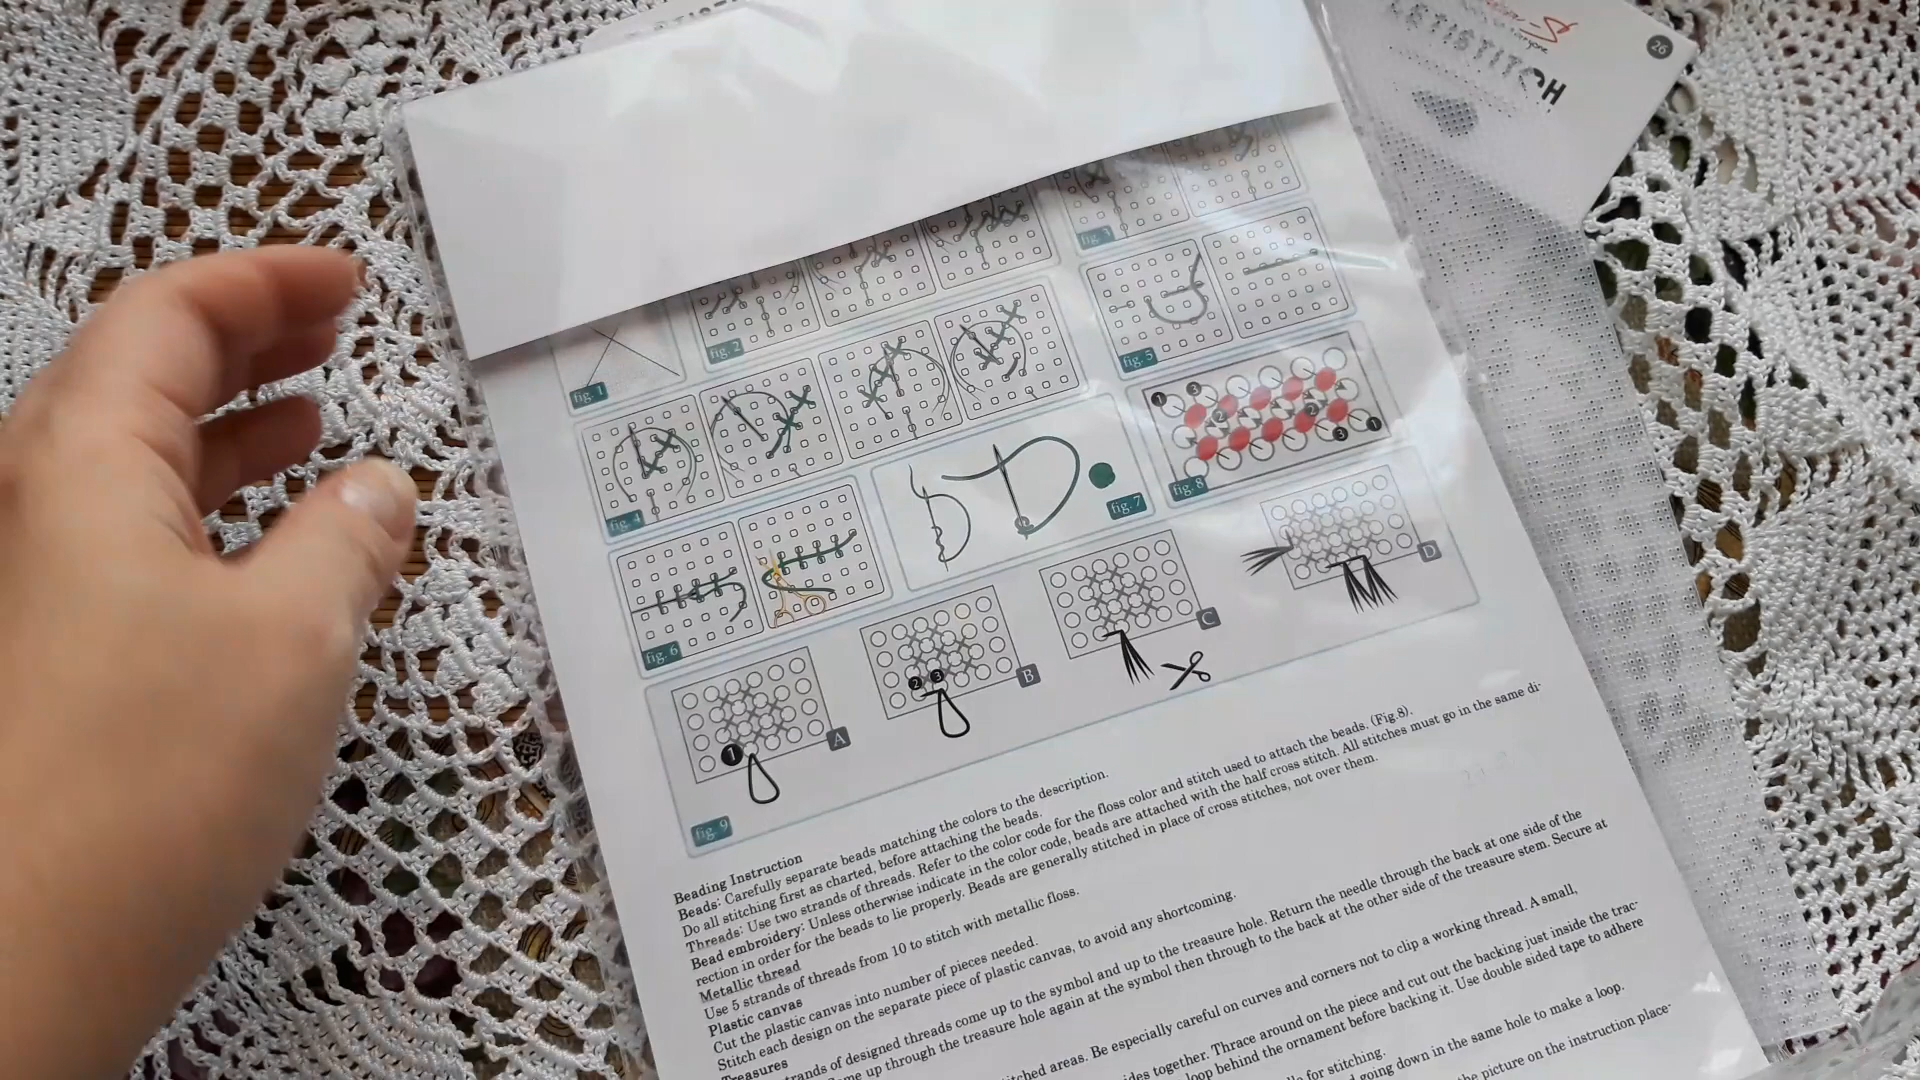 ARTISTITCH
26
fig. 3
fig. 2
fig. 5
fig. 1
fig. 8
fig. 4
fig. 7
fig. 6
1
3
2
2
3
1
D
C
2 3
B
1
A
fig. 9
Beading Instruction
Beads: Carefully separate beads matching the colors to the description.
Do all stitching first as charted, before attaching the beads.
Threads: Use two strands of threads. Refer to the color code for the floss color and stitch used to attach the beads. (Fig.8).
Bead embroidery: Unless otherwise indicate in the color code, beads are attached with the half cross stitch. All stitches must go in the same di-
rection in order for the beads to lie properly. Beads are generally stitched in place of cross stitches, not over them.
Metallic thread
Use 5 strands of threads from 10 to stitch with metallic floss.
Plastic canvas
Cut the plastic canvas into number of pieces needed.
Stitch each design on the separate piece of plastic canvas, to avoid any shortcoming.
Treasures
strands of designed threads come up to the symbol and up to the treasure hole. Return the needle through the back at one side of the
come up through the treasure hole again at the symbol then through to the back at the other side of the treasure stem. Secure at
stitched areas. Be especially careful on curves and corners not to clip a working thread. A small,
sides together. Thrace around on the piece and cut out the backing just inside the trac-
loop behind the ornament before backing it. Use double sided tape to adhere
for stitching.
going down in the same hole to make a loop.
the picture on the instruction place-